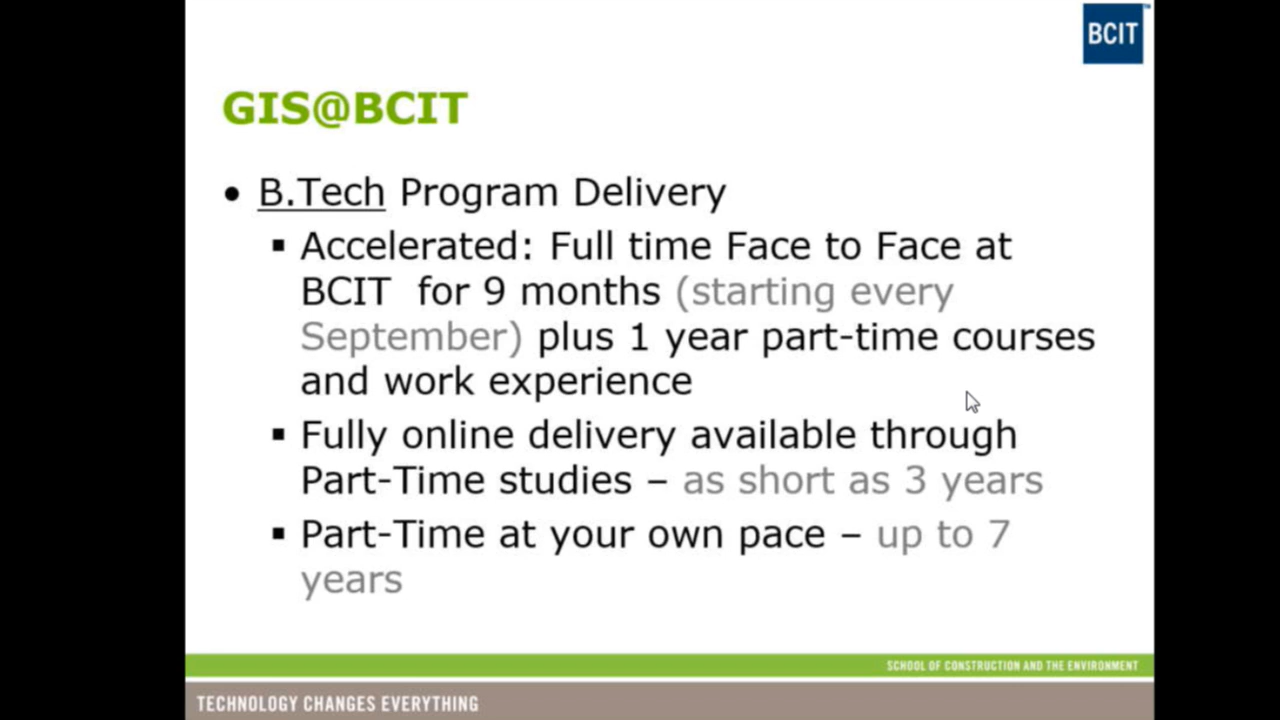 BCIT
GIS@BCIT
• B.Tech Program Delivery
▪ Accelerated: Full time Face to Face at
BCIT for 9 months (starting every
September) plus 1 year part-time courses
and work experience
▪ Fully online delivery available through
Part-Time studies – as short as 3 years
▪ Part-Time at your own pace – up to 7
years
SCHOOL OF CONSTRUCTION AND THE ENVIRONMENT
TECHNOLOGY CHANGES EVERYTHING